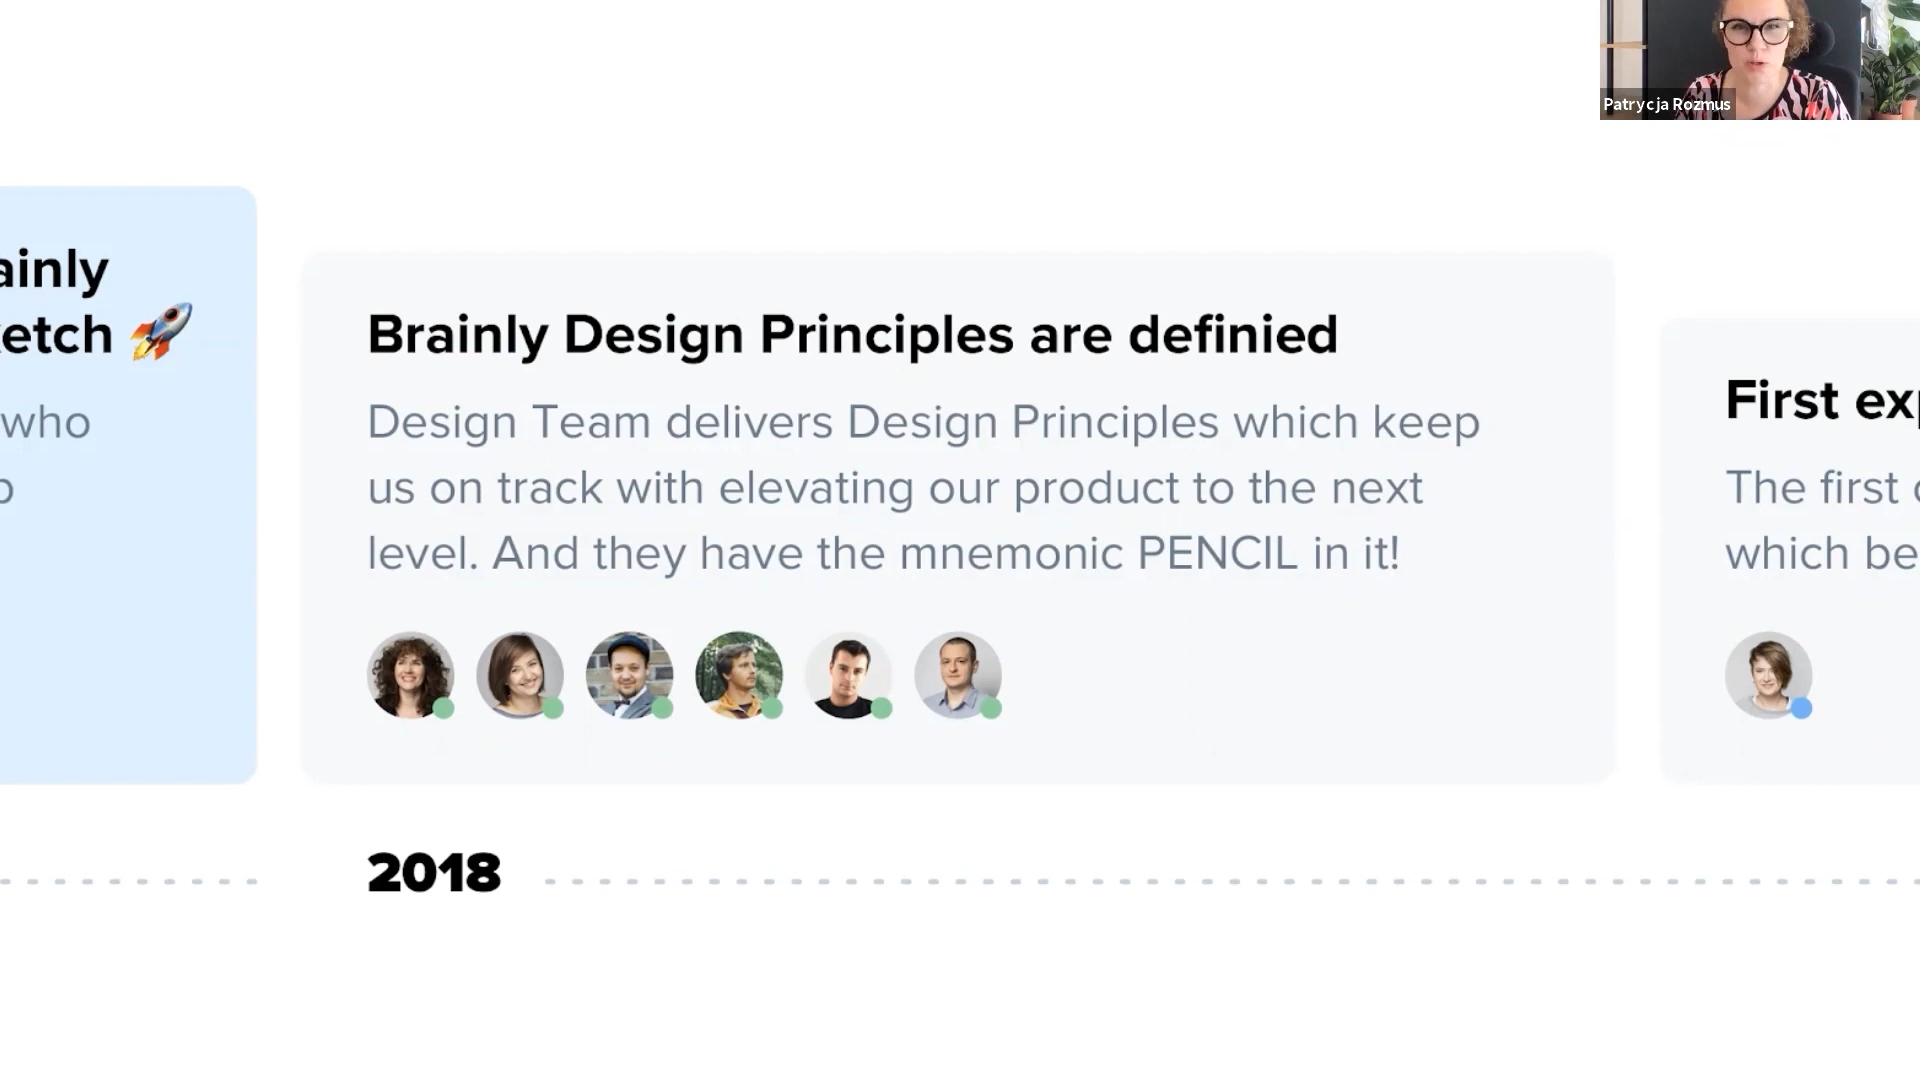 Patrycja Rozmus
ainly
etch
who
Brainly Design Principles are definied
Design Team delivers Design Principles which keep
us on track with elevating our product to the next
level. And they have the mnemonic PENCIL in it!
First exp
The first
which be
2018